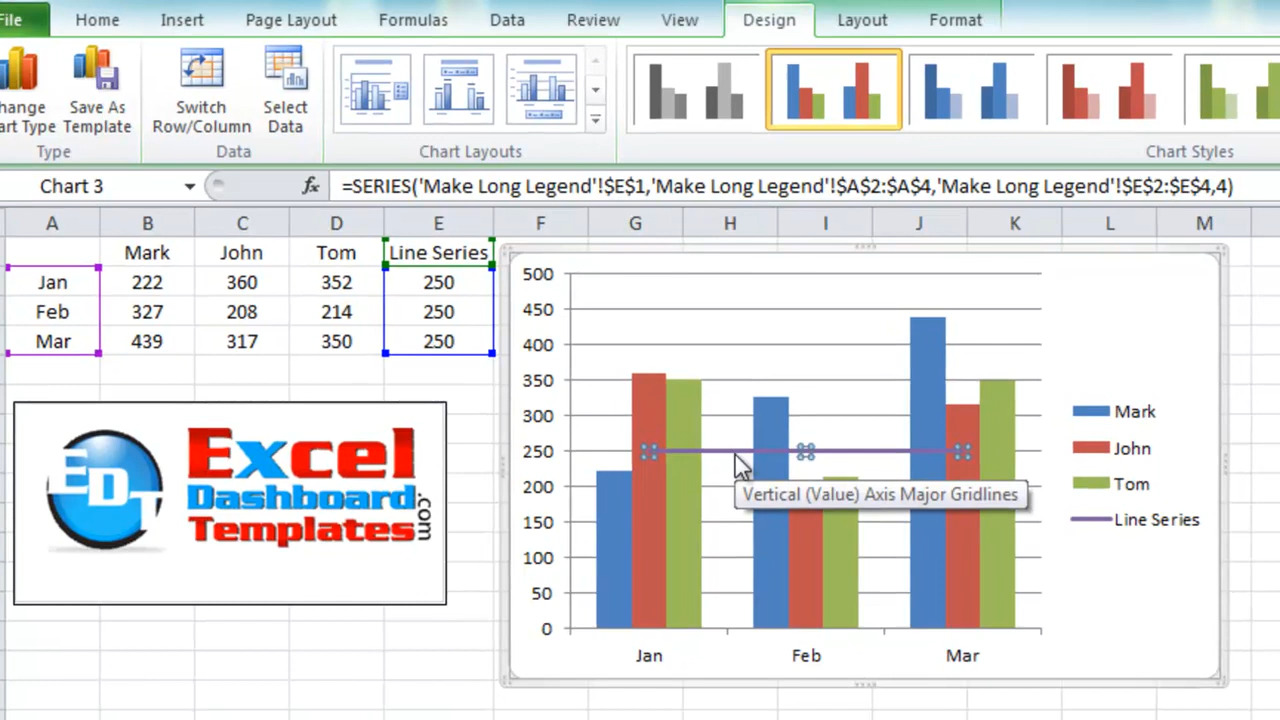 File Home Insert Page Layout Formulas Data Review View Design Layout Format
hange Save As Switch Select
art Type Template Row/Column Data
Type Data Chart Layouts Chart Styles
Chart 3 fx =SERIES('Make Long Legend'!$E$1,'Make Long Legend'!$A$2:$A$4,'Make Long Legend'!$E$2:$E$4,4)
A B C D E F G H I J K L M
Mark John Tom Line Series
Jan 222 360 352 250
Feb 327 208 214 250
Mar 439 317 350 250
EDT
Excel
Dashboard
Templates
.com
500
450
400
350
300
250
200
150
100
50
0
Vertical (Value) Axis Major Gridlines
Jan Feb Mar
Mark
John
Tom
Line Series